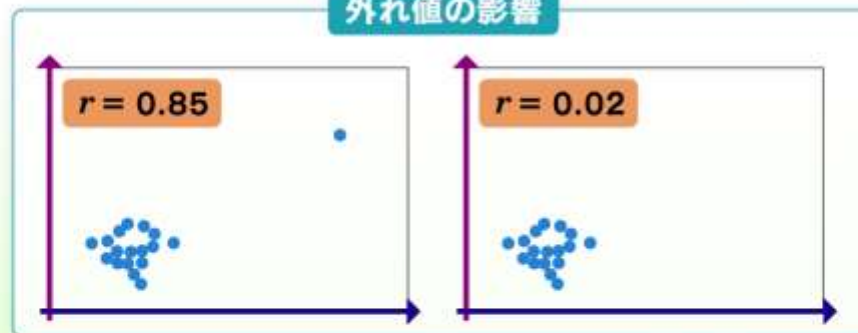 外れ値の影響
r = 0.85
r = 0.02